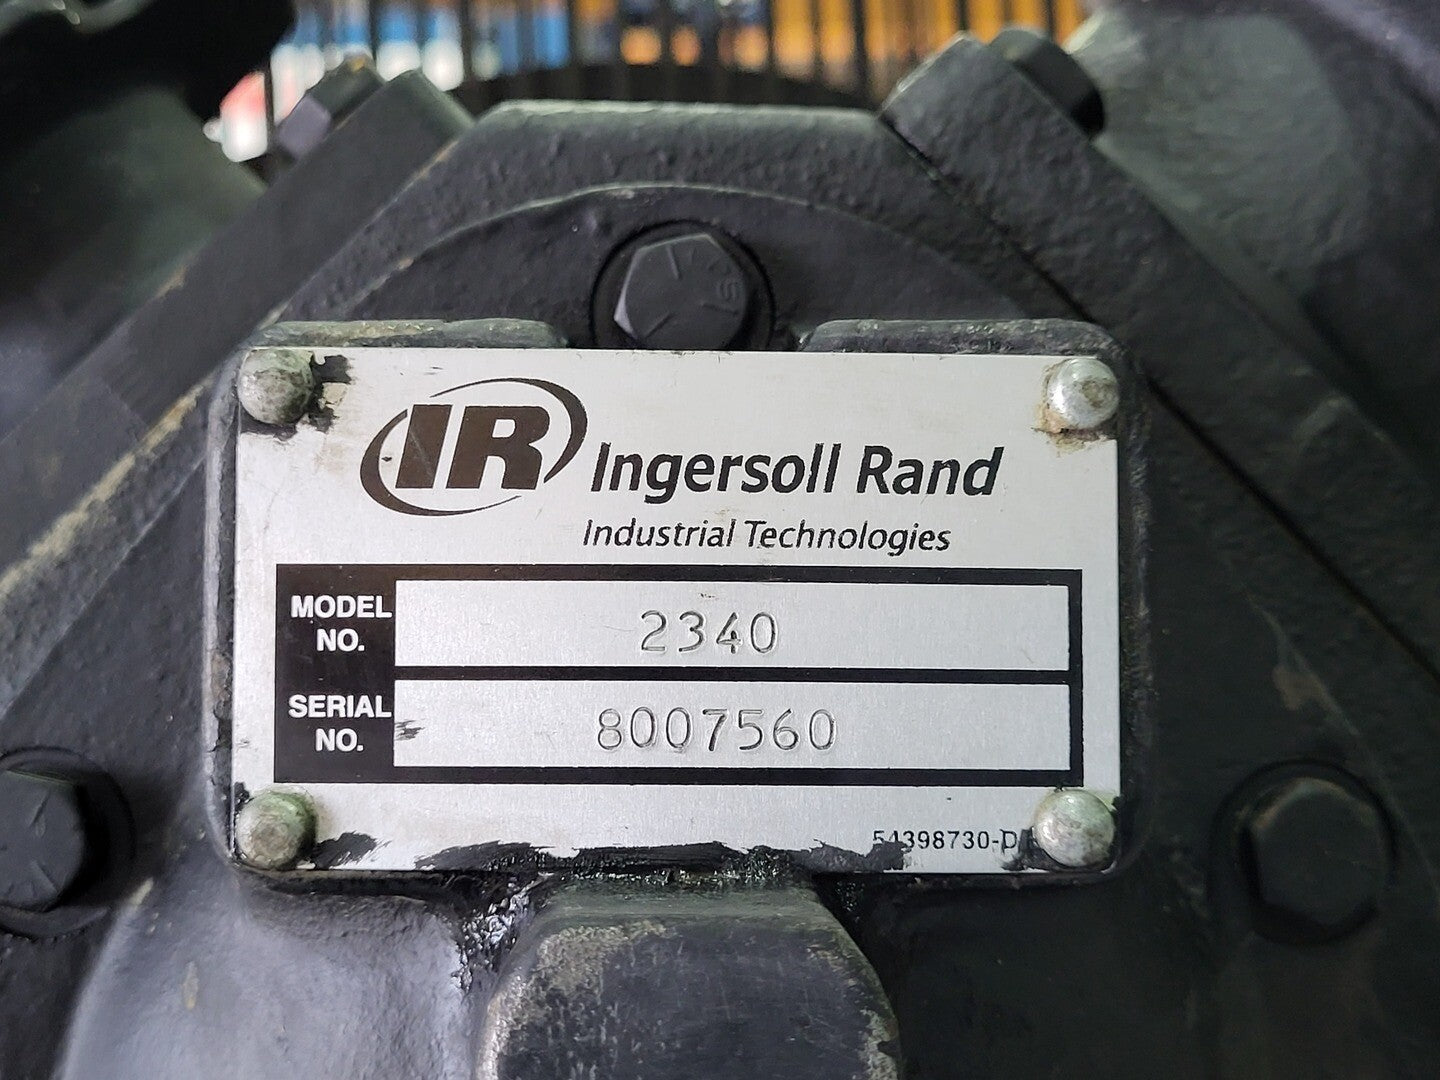 IR Ingersoll Rand
Industrial Technologies
MODEL NO. 2340
SERIAL NO. 8007560
54398730-D